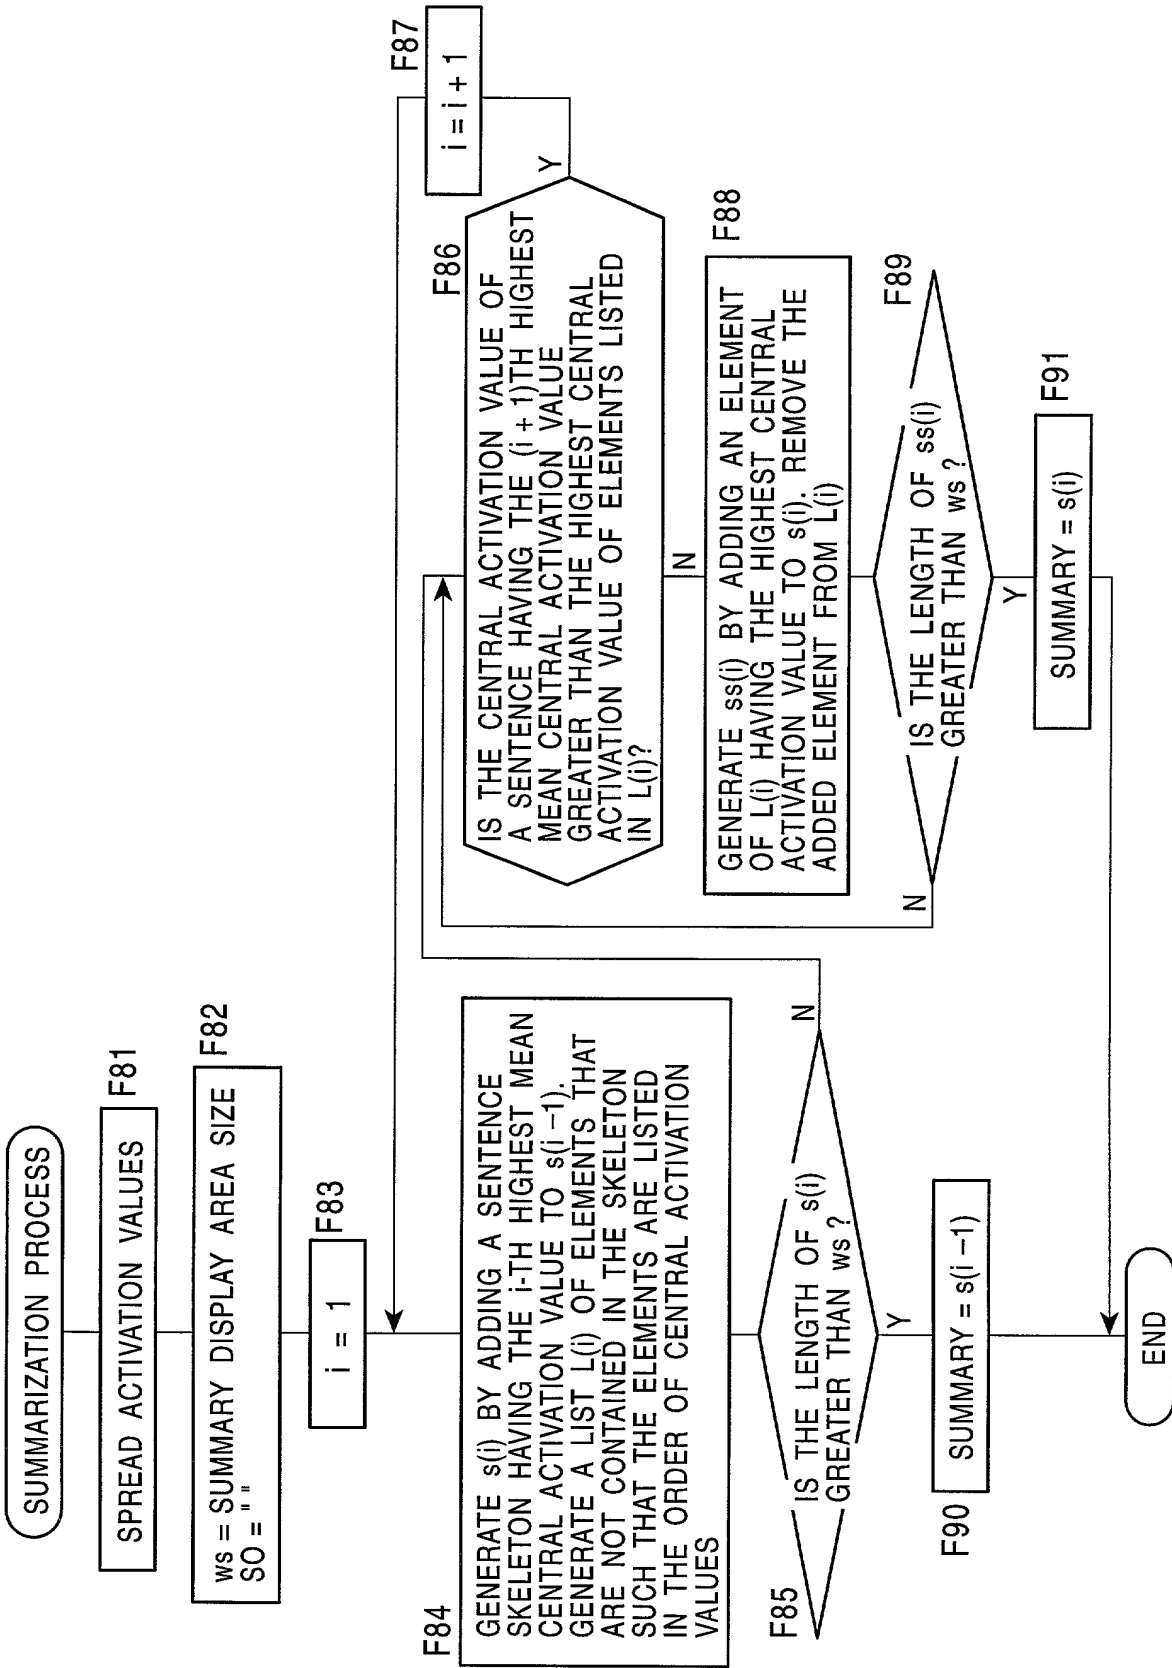 SUMMARIZATION PROCESS
SPREAD ACTIVATION VALUES
F81
ws = SUMMARY DISPLAY AREA SIZE
SO = " "
F82
i = 1
F83
F84
GENERATE s(i) BY ADDING A SENTENCE
SKELETON HAVING THE i-TH HIGHEST MEAN
CENTRAL ACTIVATION VALUE TO s(i −1).
GENERATE A LIST L(i) OF ELEMENTS THAT
ARE NOT CONTAINED IN THE SKELETON
SUCH THAT THE ELEMENTS ARE LISTED
IN THE ORDER OF CENTRAL ACTIVATION
VALUES
F85
IS THE LENGTH OF s(i)
GREATER THAN ws ?
N
Y
F90
SUMMARY = s(i −1)
END
F87
i = i + 1
F86
Y
IS THE CENTRAL ACTIVATION VALUE OF
A SENTENCE HAVING THE (i + 1)TH HIGHEST
MEAN CENTRAL ACTIVATION VALUE
GREATER THAN THE HIGHEST CENTRAL
ACTIVATION VALUE OF ELEMENTS LISTED
IN L(i)?
N
F88
GENERATE ss(i) BY ADDING AN ELEMENT
OF L(i) HAVING THE HIGHEST CENTRAL
ACTIVATION VALUE TO s(i). REMOVE THE
ADDED ELEMENT FROM L(i)
F89
IS THE LENGTH OF ss(i)
GREATER THAN ws ?
N
Y
F91
SUMMARY = s(i)